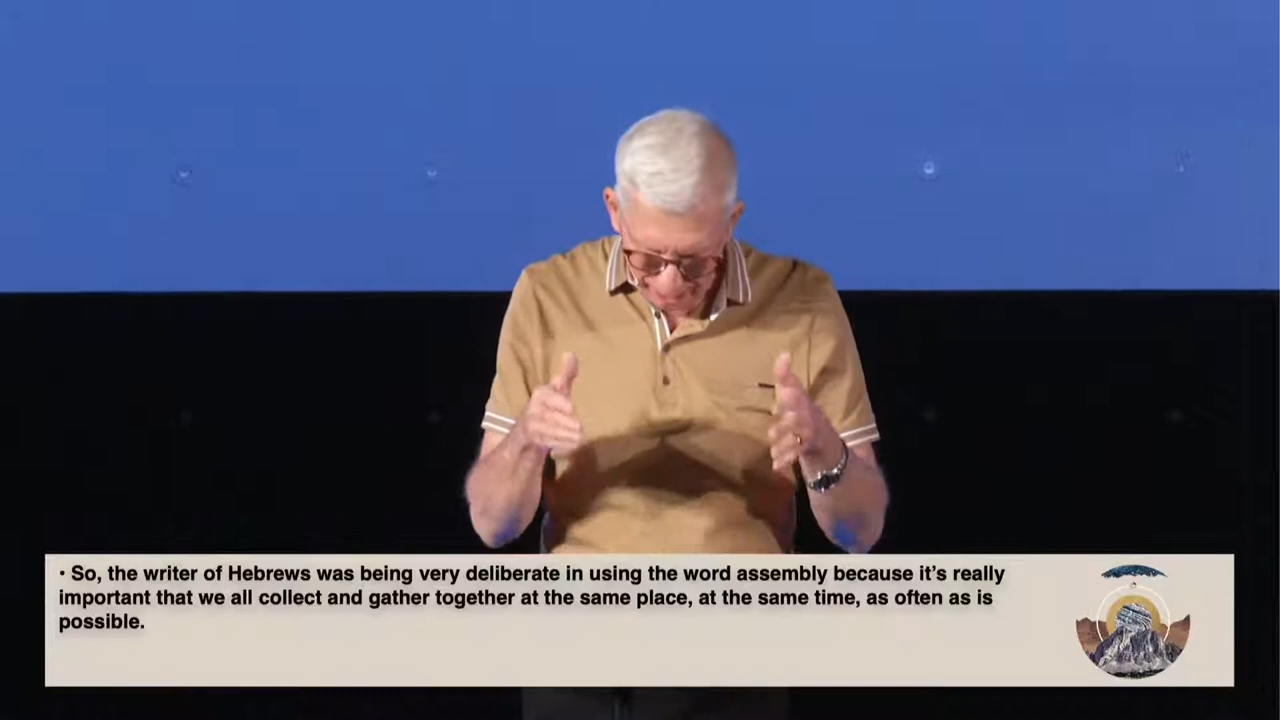 · So, the writer of Hebrews was being very deliberate in using the word assembly because it’s really
important that we all collect and gather together at the same place, at the same time, as often as is
possible.